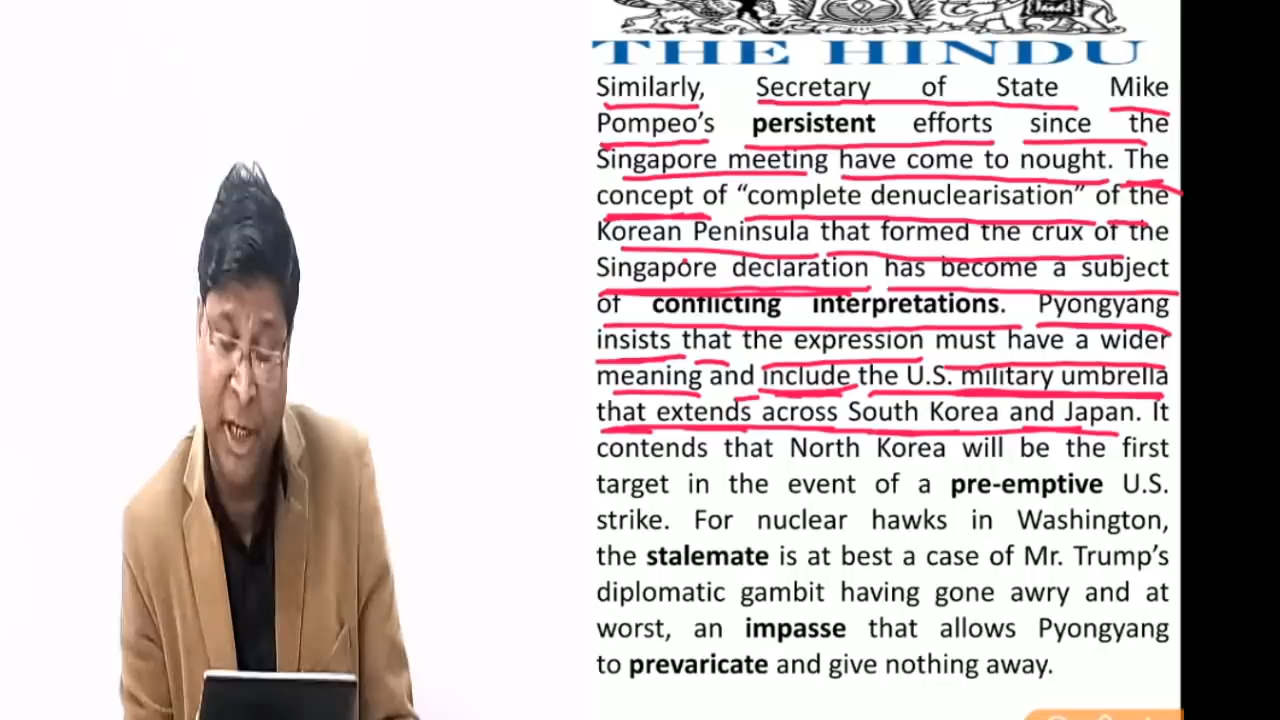 THE HINDU
Similarly, Secretary of State Mike
Pompeo’s persistent efforts since the
Singapore meeting have come to nought. The
concept of “complete denuclearisation” of the
Korean Peninsula that formed the crux of the
Singapore declaration has become a subject
of conflicting interpretations. Pyongyang
insists that the expression must have a wider
meaning and include the U.S. military umbrella
that extends across South Korea and Japan. It
contends that North Korea will be the first
target in the event of a pre-emptive U.S.
strike. For nuclear hawks in Washington,
the stalemate is at best a case of Mr. Trump’s
diplomatic gambit having gone awry and at
worst, an impasse that allows Pyongyang
to prevaricate and give nothing away.